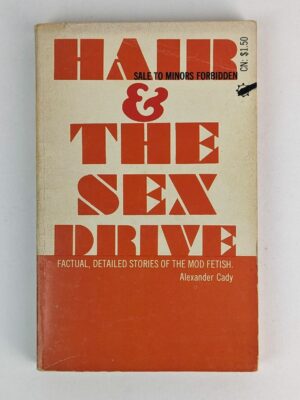 HAIR
SALE TO MINORS FORBIDDEN
CN: $1.50
&
THE
SEX
DRIVE
FACTUAL, DETAILED STORIES OF THE MOD FETISH.
Alexander Cady